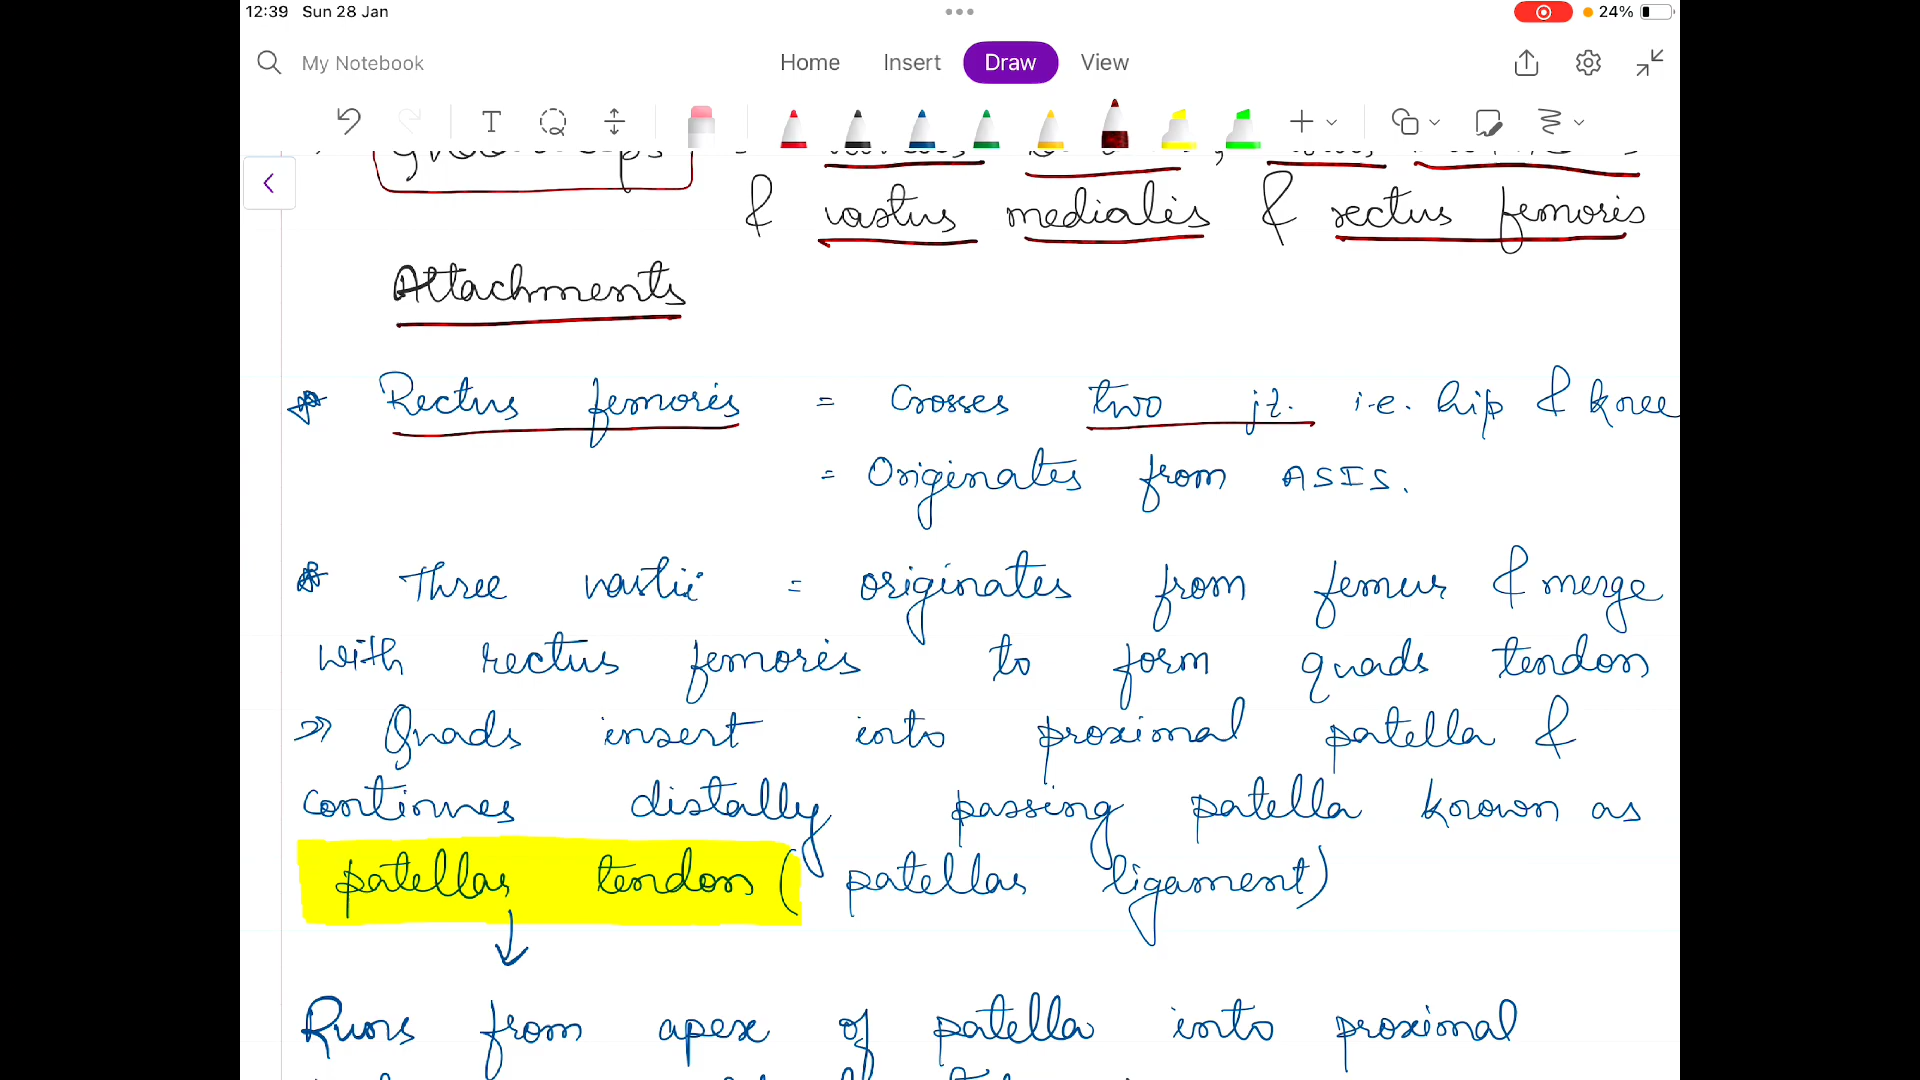 12:39 Sun 28 Jan
24%
My Notebook
Home Insert Draw View
T
& vastus medialis & rectus femoris
Attachments
Rectus femoris = Crosses two jt. i.e. hip & knee
= Originates from ASIS.
Three vastii = originates from femur & merge
with rectus femoris to form quads tendon
Quads insert into proximal patella &
continues distally passing patella known as
patellar tendon (patellar ligament)
Runs from apex of patella into proximal